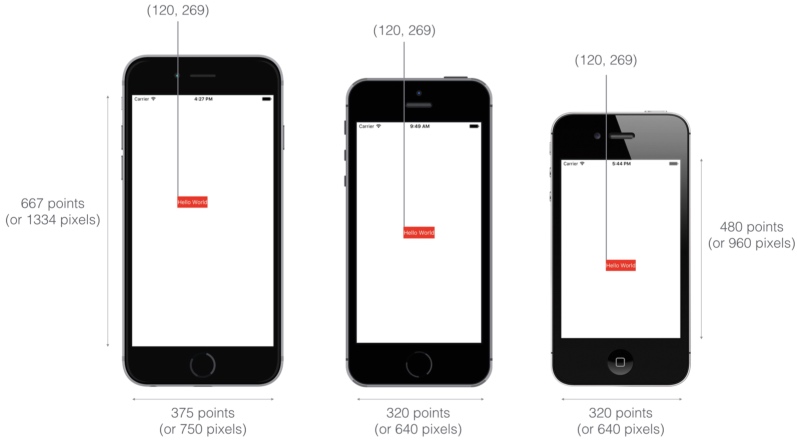 (120, 269)
Carrier 4:27 PM
Hello World
667 points
(or 1334 pixels)
375 points
(or 750 pixels)
(120, 269)
Carrier 9:49 AM
Hello World
320 points
(or 640 pixels)
(120, 269)
Carrier 9:44 PM
Hello World
480 points
(or 960 pixels)
320 points
(or 640 pixels)